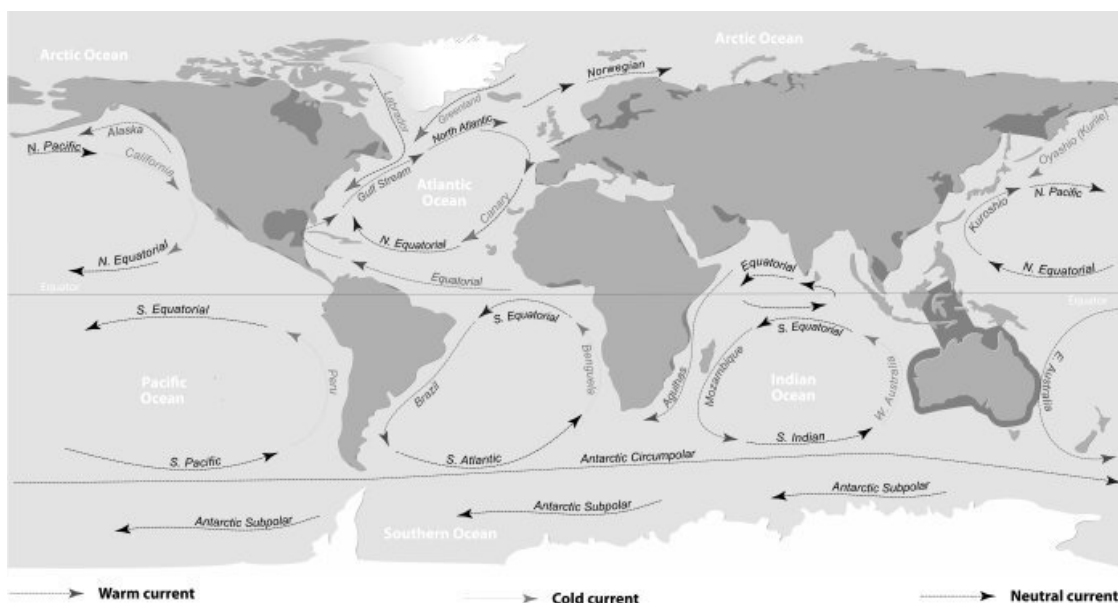 Arctic Ocean
Arctic Ocean
Norwegian
Greenland
Labrador
Alaska
North Atlantic
Oyashio (Kurile)
N. Pacific
California
Gulf Stream
Atlantic
Ocean
Canary
N. Pacific
Kuroshio
N. Equatorial
N. Equatorial
Equatorial
Equatorial
N. Equatorial
Equator
Equator
S. Equatorial
S. Equatorial
S. Equatorial
Pacific
Ocean
Peru
Brazil
Benguela
Agulhas
Mozambique
Indian
Ocean
W. Australia
E. Australia
S. Pacific
S. Atlantic
S. Indian
Antarctic Circumpolar
Antarctic Subpolar
Antarctic Subpolar
Antarctic Subpolar
Southern Ocean
Warm current
Cold current
Neutral current